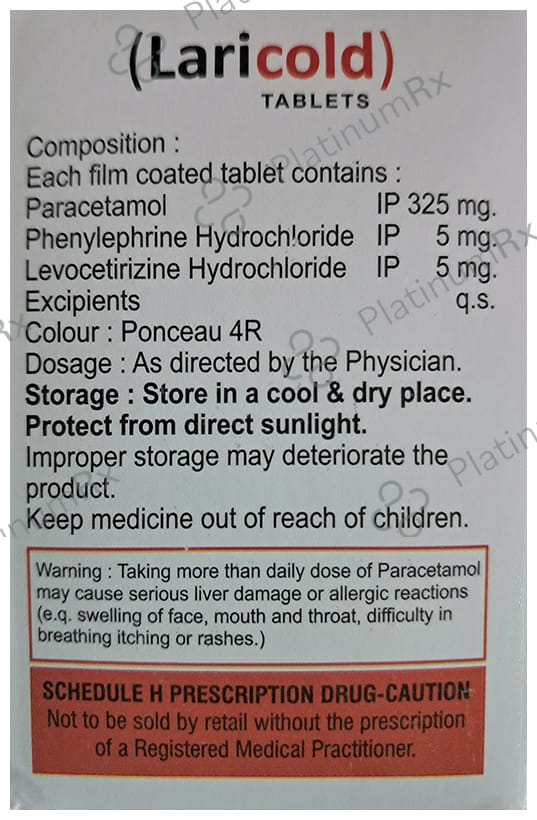 (Laricold)
TABLETS
Composition :
Each film coated tablet contains :
Paracetamol IP 325 mg.
Phenylephrine Hydrochloride IP 5 mg.
Levocetirizine Hydrochloride IP 5 mg.
Excipients q.s.
Colour : Ponceau 4R
Dosage : As directed by the Physician.
Storage : Store in a cool & dry place.
Protect from direct sunlight.
Improper storage may deteriorate the
product.
Keep medicine out of reach of children.
Warning : Taking more than daily dose of Paracetamol
may cause serious liver damage or allergic reactions
(e.q. swelling of face, mouth and throat, difficulty in
breathing itching or rashes.)
SCHEDULE H PRESCRIPTION DRUG-CAUTION
Not to be sold by retail without the prescription
of a Registered Medical Practitioner.
PlatinumRx
PlatinumRx
Platinu
inumRx
Rx